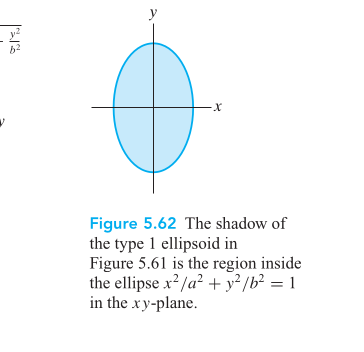 y² / b²
y
y
x
Figure 5.62 The shadow of
the type 1 ellipsoid in
Figure 5.61 is the region inside
the ellipse x²/a² + y²/b² = 1
in the xy-plane.